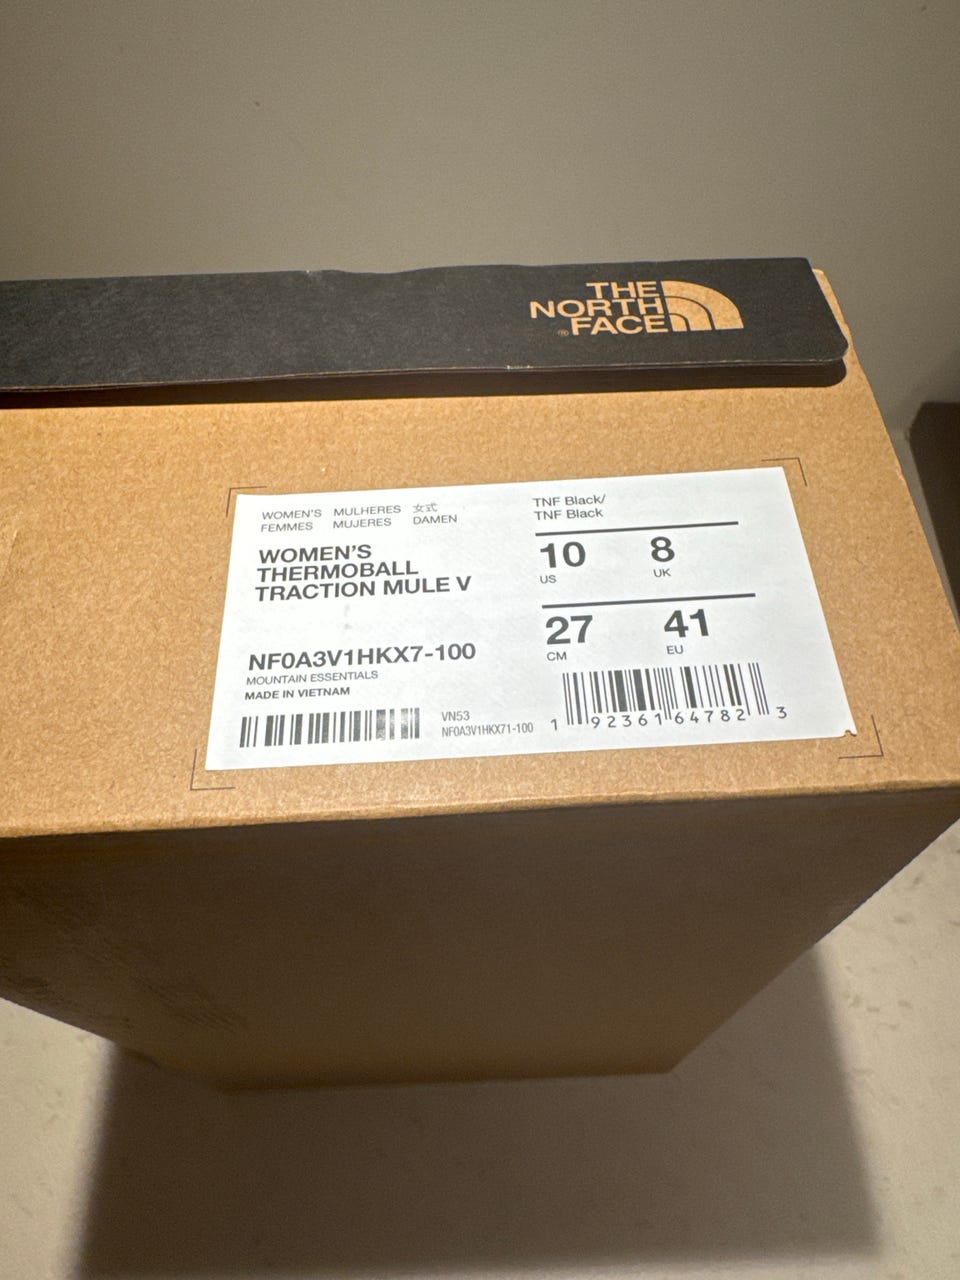 THE
NORTH
FACE
®
WOMEN'S MULHERES 女式
FEMMES MUJERES DAMEN
WOMEN'S
THERMOBALL
TRACTION MULE V
NF0A3V1HKX7-100
MOUNTAIN ESSENTIALS
MADE IN VIETNAM
VN53
NF0A3V1HKX71-100
TNF Black/
TNF Black
10 8
US UK
27 41
CM EU
1 92361 64782 3